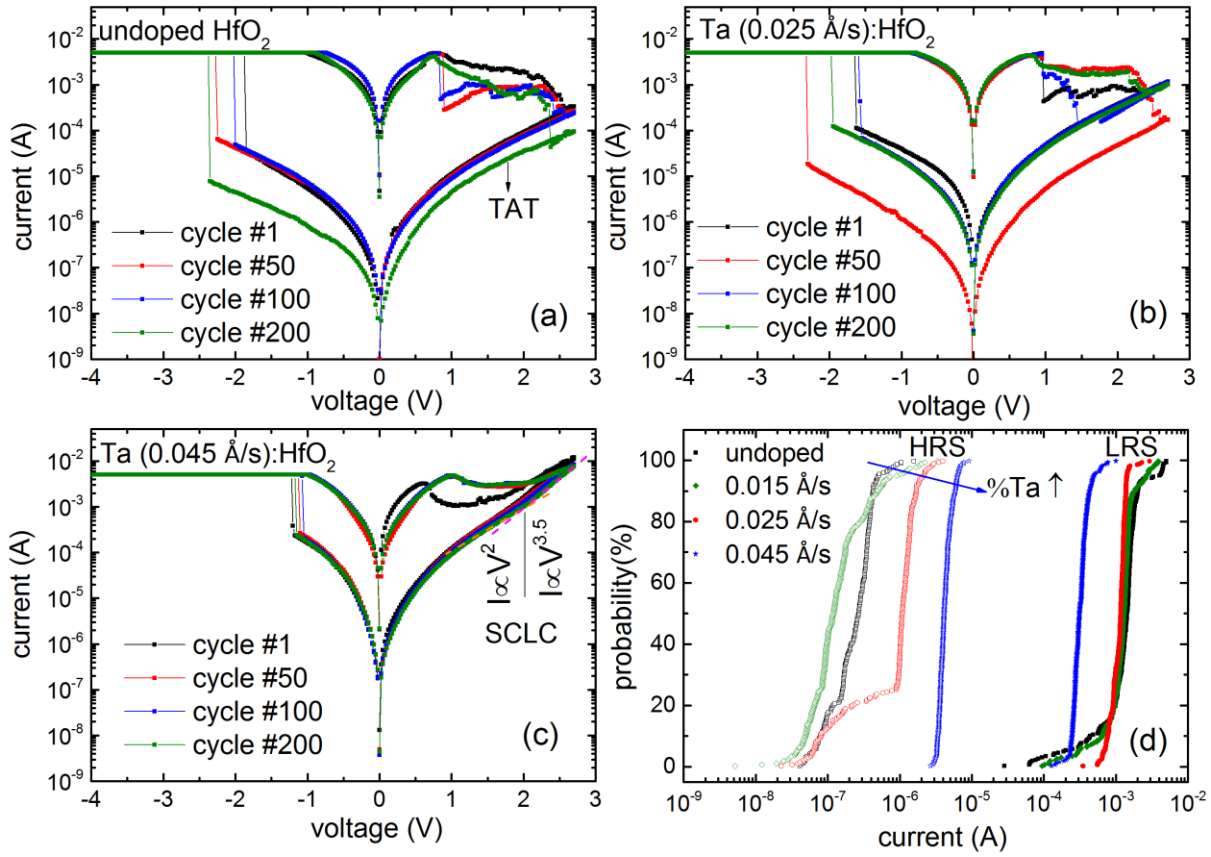 undoped HfO₂
10⁻²
10⁻³
10⁻⁴
10⁻⁵
10⁻⁶
10⁻⁷
10⁻⁸
10⁻⁹
current (A)
TAT
cycle #1
cycle #50
cycle #100
cycle #200
(a)
-4 -3 -2 -1 0 1 2 3
voltage (V)
Ta (0.025 Å/s):HfO₂
10⁻²
10⁻³
10⁻⁴
10⁻⁵
10⁻⁶
10⁻⁷
10⁻⁸
10⁻⁹
current (A)
cycle #1
cycle #50
cycle #100
cycle #200
(b)
-4 -3 -2 -1 0 1 2 3
voltage (V)
Ta (0.045 Å/s):HfO₂
10⁻²
10⁻³
10⁻⁴
10⁻⁵
10⁻⁶
10⁻⁷
10⁻⁸
10⁻⁹
current (A)
I∝V²
I∝V³·⁵
SCLC
cycle #1
cycle #50
cycle #100
cycle #200
(c)
-4 -3 -2 -1 0 1 2 3
voltage (V)
HRS LRS
undoped
0.015 Å/s
0.025 Å/s
0.045 Å/s
%Ta ↑
100
80
60
40
20
0
probability(%)
(d)
10⁻⁹ 10⁻⁸ 10⁻⁷ 10⁻⁶ 10⁻⁵ 10⁻⁴ 10⁻³ 10⁻²
current (A)